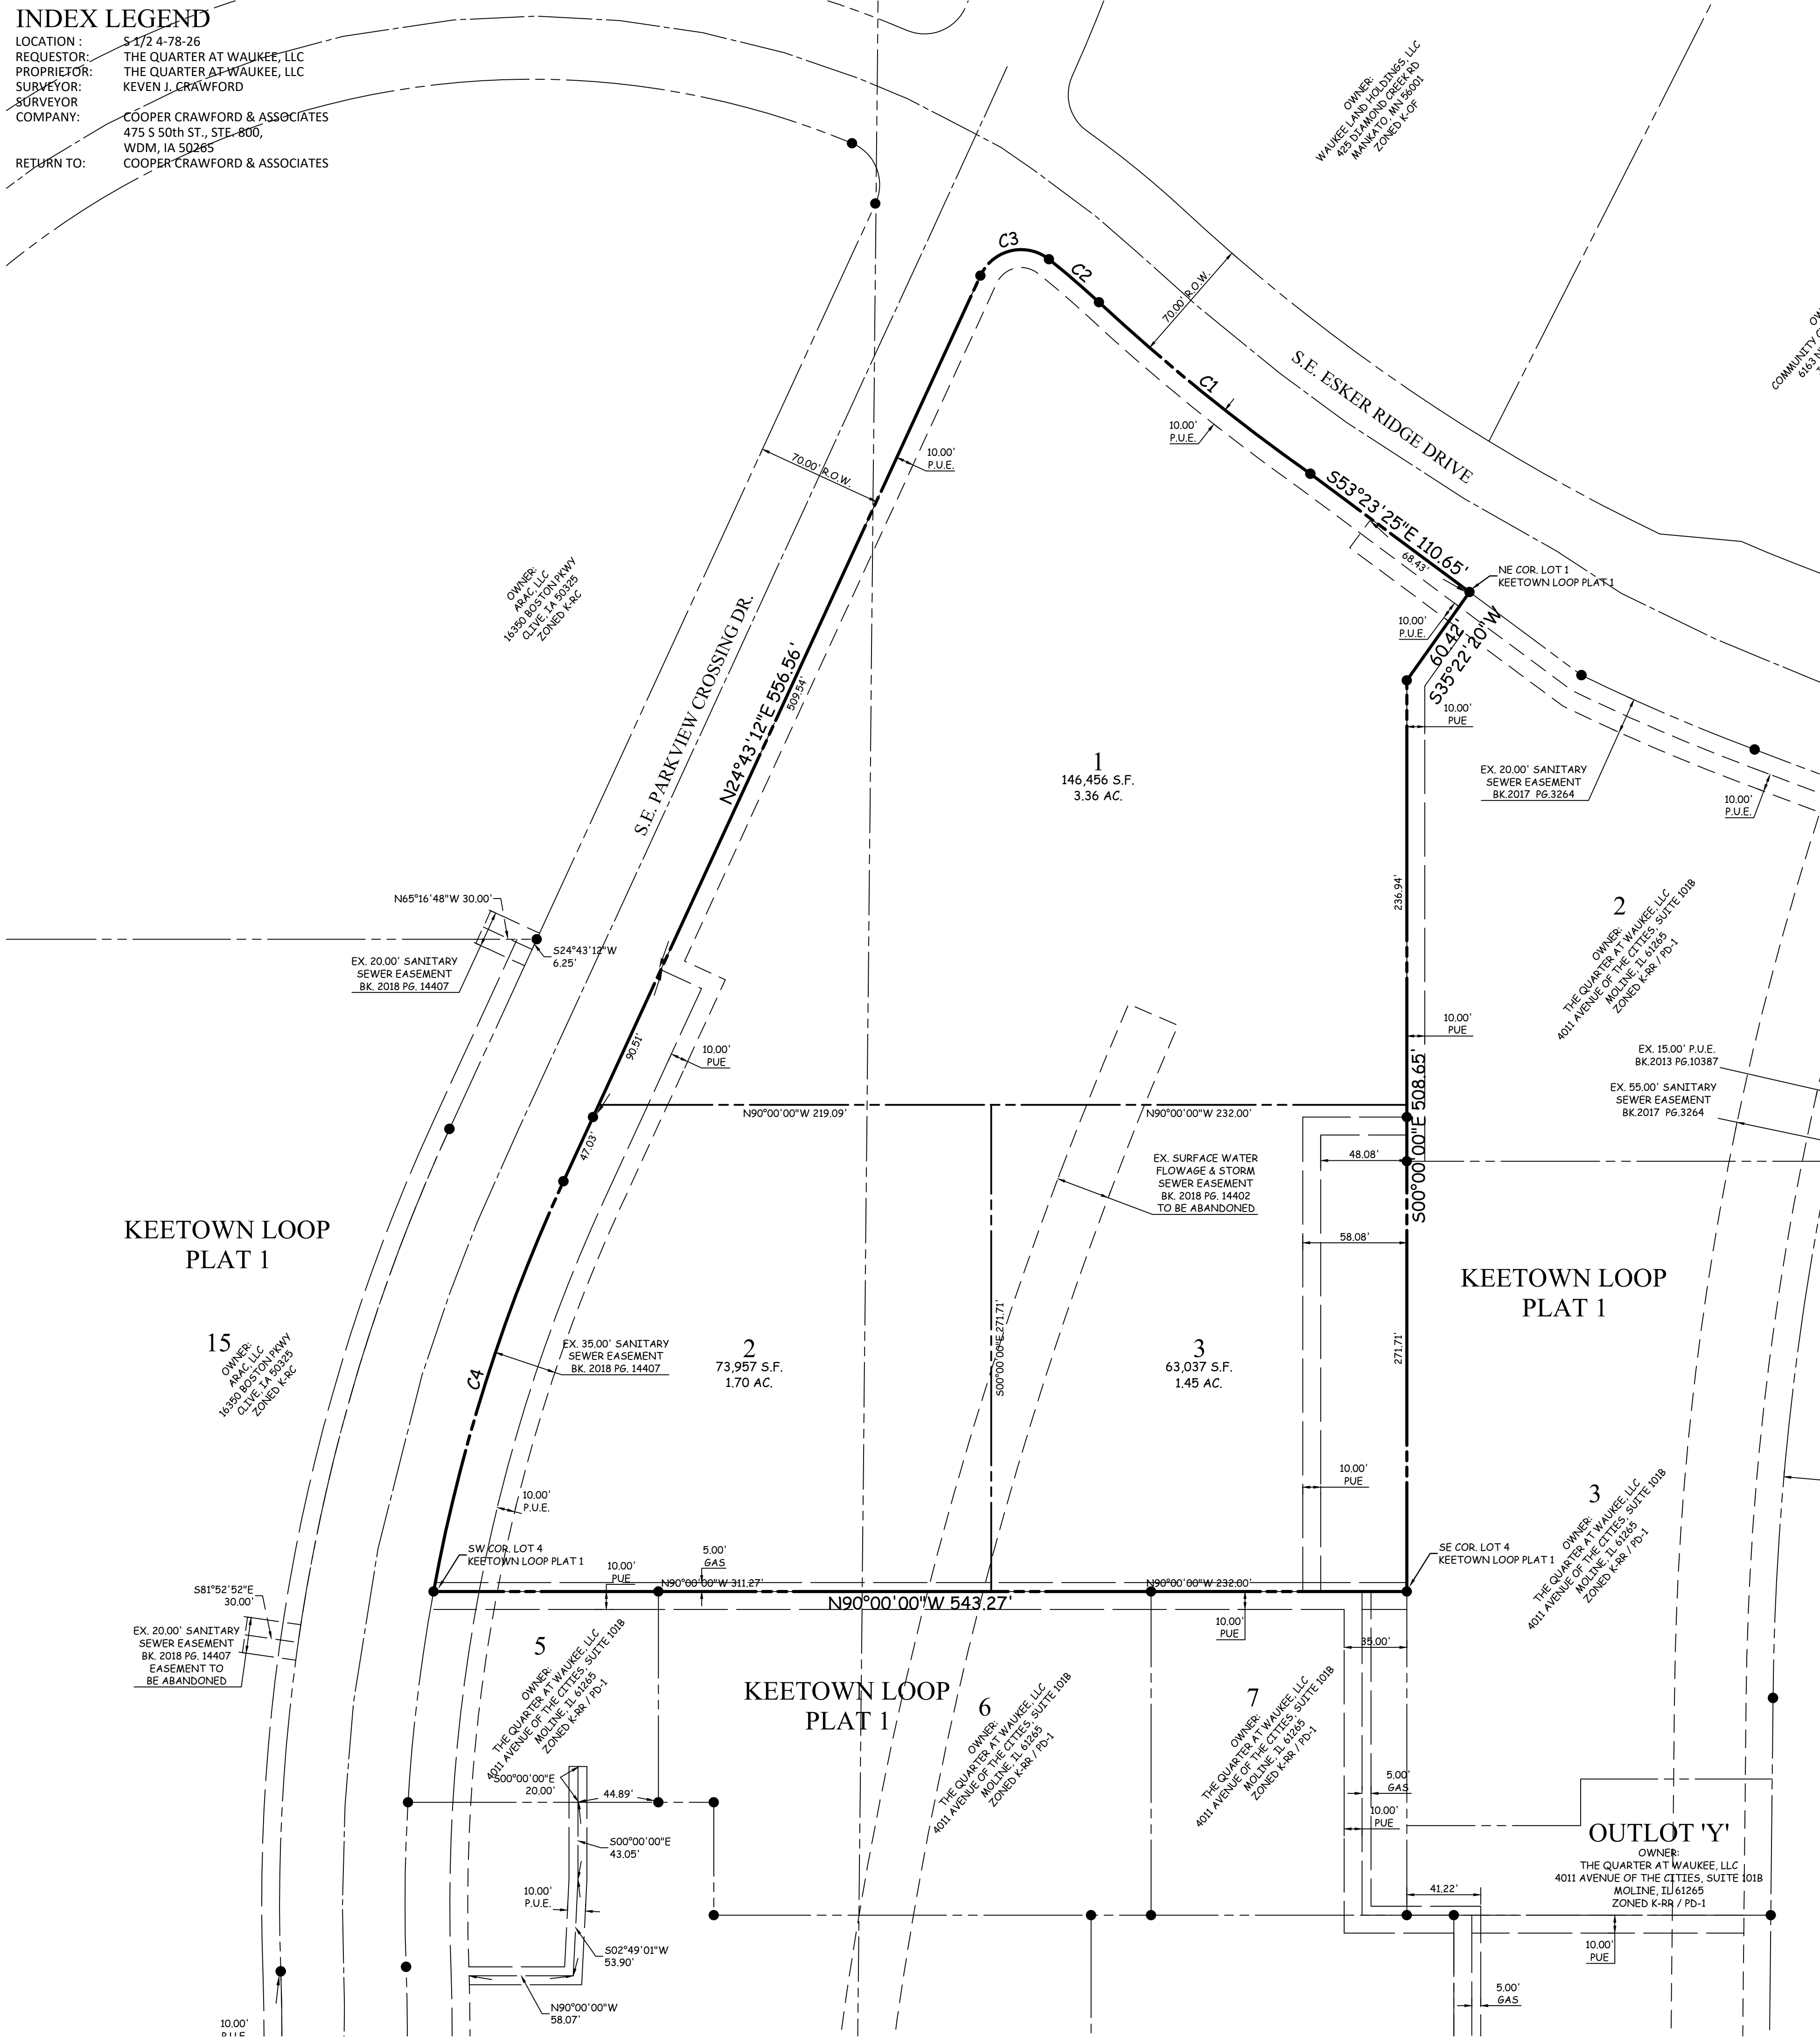 INDEX LEGEND
LOCATION : S 1/2 4-78-26
REQUESTOR: THE QUARTER AT WAUKEE, LLC
PROPRIETOR: THE QUARTER AT WAUKEE, LLC
SURVEYOR: KEVEN J. CRAWFORD
SURVEYOR
COMPANY: COOPER CRAWFORD & ASSOCIATES
475 S 50th ST., STE. 800,
WDM, IA 50265
RETURN TO: COOPER CRAWFORD & ASSOCIATES
OWNER:
WAUKEE LAND HOLDINGS, LLC
425 DIAMOND CREEK RD
MANKATO, MN 56001
ZONED K-OF
C3
C2
70.00' R.O.W.
C1
S.E. ESKER RIDGE DRIVE
10.00'
P.U.E.
10.00'
P.U.E.
70.00' R.O.W.
S53°23'25"E 110.65'
68.43'
NE COR. LOT 1
KEETOWN LOOP PLAT 1
10.00'
P.U.E.
60.42'
S35°22'20"W
OWNER:
ARAC, LLC
16350 BOSTON PKWY
CLIVE, IA 50325
ZONED K-RC
S.E. PARKVIEW CROSSING DR.
N24°43'12"E 556.56'
509.54'
10.00'
PUE
1
146,456 S.F.
3.36 AC.
EX. 20.00' SANITARY
SEWER EASEMENT
BK.2017 PG.3264
10.00'
P.U.E.
236.94'
N65°16'48"W 30.00'
S24°43'12"W
6.25'
EX. 20.00' SANITARY
SEWER EASEMENT
BK. 2018 PG. 14407
2
OWNER:
THE QUARTER AT WAUKEE, LLC
4011 AVENUE OF THE CITIES, SUITE 101B
MOLINE, IL 61265
ZONED K-RR / PD-1
90.51'
10.00'
PUE
10.00'
PUE
EX. 15.00' P.U.E.
BK.2013 PG.10387
EX. 55.00' SANITARY
SEWER EASEMENT
BK.2017 PG.3264
N90°00'00"W 219.09'
N90°00'00"W 232.00'
S00°00'00"E 508.65'
47.03'
48.08'
EX. SURFACE WATER
FLOWAGE & STORM
SEWER EASEMENT
BK. 2018 PG. 14402
TO BE ABANDONED
58.08'
KEETOWN LOOP
PLAT 1
KEETOWN LOOP
PLAT 1
15
OWNER:
ARAC, LLC
16350 BOSTON PKWY
CLIVE, IA 50325
ZONED K-RC
C4
EX. 35.00' SANITARY
SEWER EASEMENT
BK. 2018 PG. 14407
2
73,957 S.F.
1.70 AC.
S00°00'00"E 271.71'
3
63,037 S.F.
1.45 AC.
271.71'
10.00'
PUE
10.00'
P.U.E.
3
OWNER:
THE QUARTER AT WAUKEE, LLC
4011 AVENUE OF THE CITIES, SUITE 101B
MOLINE, IL 61265
ZONED K-RR / PD-1
SW COR. LOT 4
KEETOWN LOOP PLAT 1
10.00'
PUE
5.00'
GAS
N90°00'00"W 311.27'
N90°00'00"W 232.00'
N90°00'00"W 543.27'
SE COR. LOT 4
KEETOWN LOOP PLAT 1
S81°52'52"E
30.00'
EX. 20.00' SANITARY
SEWER EASEMENT
BK. 2018 PG. 14407
EASEMENT TO
BE ABANDONED
10.00'
PUE
35.00'
5
OWNER:
THE QUARTER AT WAUKEE, LLC
4011 AVENUE OF THE CITIES, SUITE 101B
MOLINE, IL 61265
ZONED K-RR / PD-1
KEETOWN LOOP
PLAT 1
6
OWNER:
THE QUARTER AT WAUKEE, LLC
4011 AVENUE OF THE CITIES, SUITE 101B
MOLINE, IL 61265
ZONED K-RR / PD-1
7
OWNER:
THE QUARTER AT WAUKEE, LLC
4011 AVENUE OF THE CITIES, SUITE 101B
MOLINE, IL 61265
ZONED K-RR / PD-1
S00°00'00"E
20.00'
44.89'
S00°00'00"E
43.05'
5.00'
GAS
10.00'
PUE
OUTLOT 'Y'
OWNER:
THE QUARTER AT WAUKEE, LLC
4011 AVENUE OF THE CITIES, SUITE 101B
MOLINE, IL 61265
ZONED K-RR / PD-1
10.00'
P.U.E.
41.22'
S02°49'01"W
53.90'
10.00'
PUE
N90°00'00"W
58.07'
5.00'
GAS
10.00'
P.U.E.
COMMUNITY